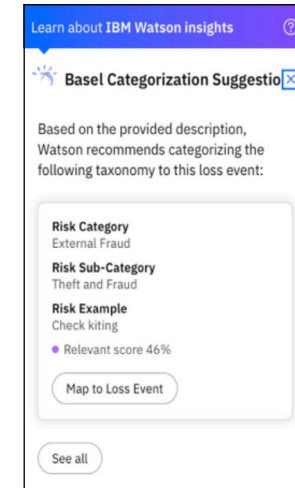 Learn about IBM Watson insights
Basel Categorization Suggestio
Based on the provided description,
Watson recommends categorizing the
following taxonomy to this loss event:
Risk Category
External Fraud
Risk Sub-Category
Theft and Fraud
Risk Example
Check kiting
Relevant score 46%
Map to Loss Event
See all